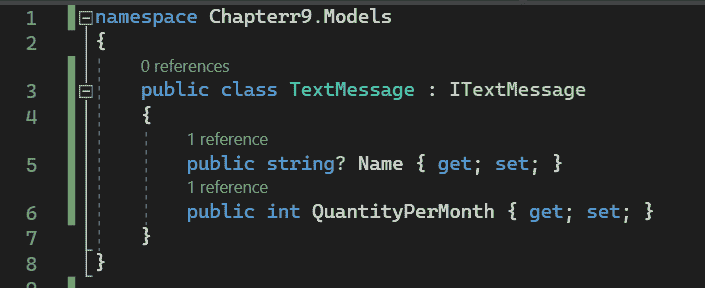 1 namespace Chapterr9.Models
2 {
0 references
3 public class TextMessage : ITextMessage
4 {
1 reference
5 public string? Name { get; set; }
1 reference
6 public int QuantityPerMonth { get; set; }
7 }
8 }